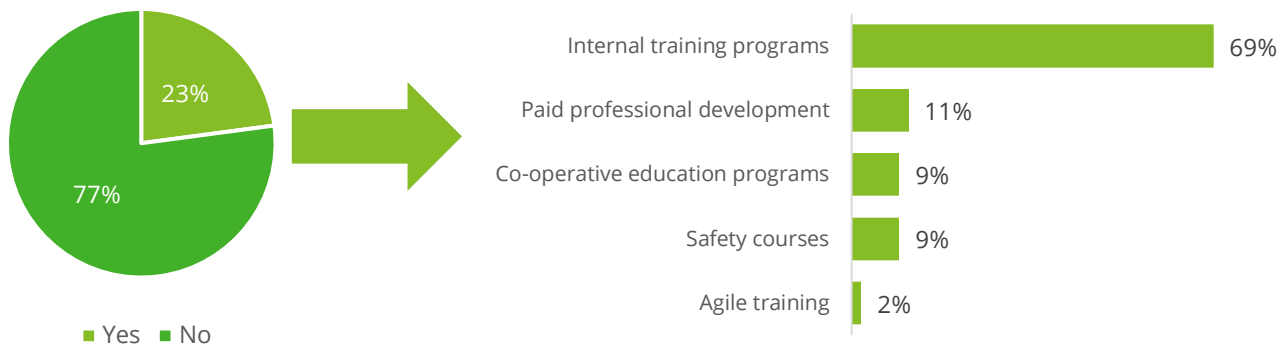 23%
77%
Yes No
Internal training programs 69%
Paid professional development 11%
Co-operative education programs 9%
Safety courses 9%
Agile training 2%